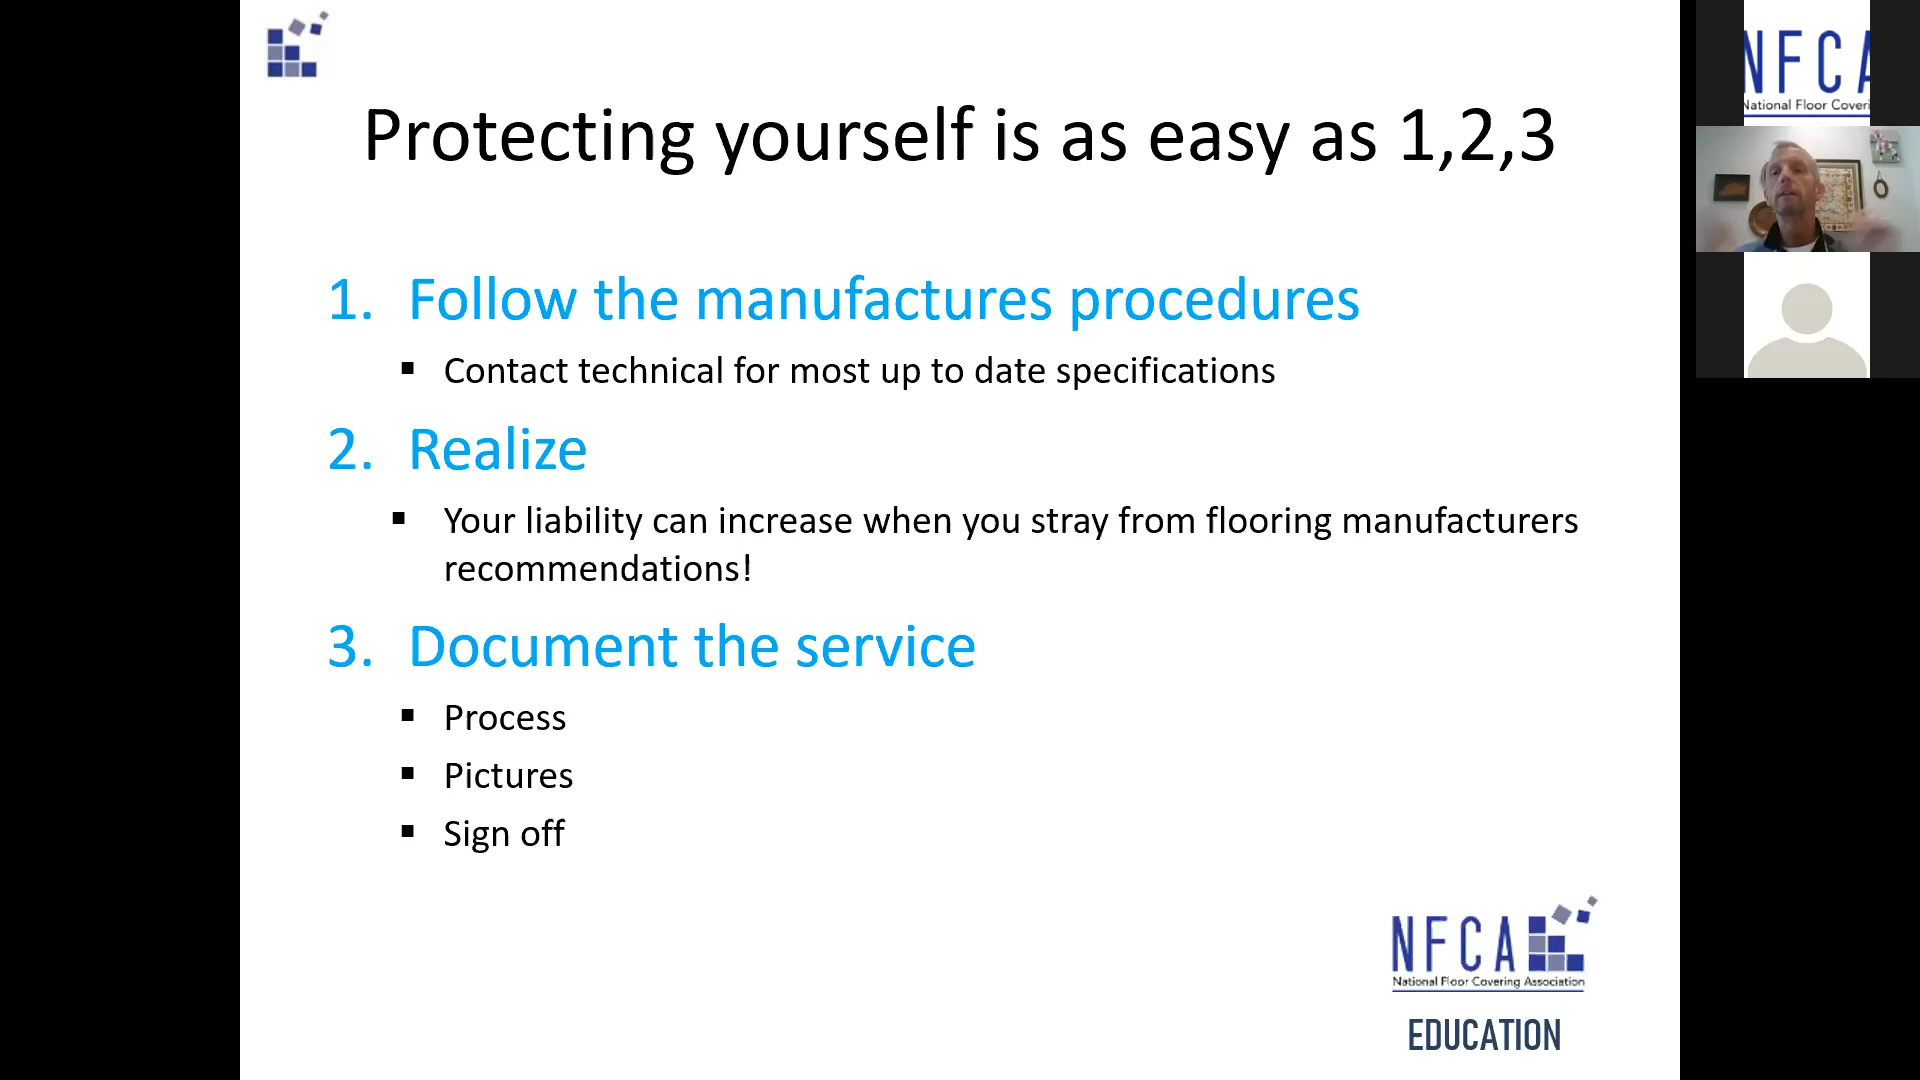 Protecting yourself is as easy as 1,2,3
1. Follow the manufactures procedures
▪ Contact technical for most up to date specifications
2. Realize
▪ Your liability can increase when you stray from flooring manufacturers
recommendations!
3. Document the service
▪ Process
▪ Pictures
▪ Sign off
NFCA
National Floor Covering Association
EDUCATION
NFCA
National Floor Coveri